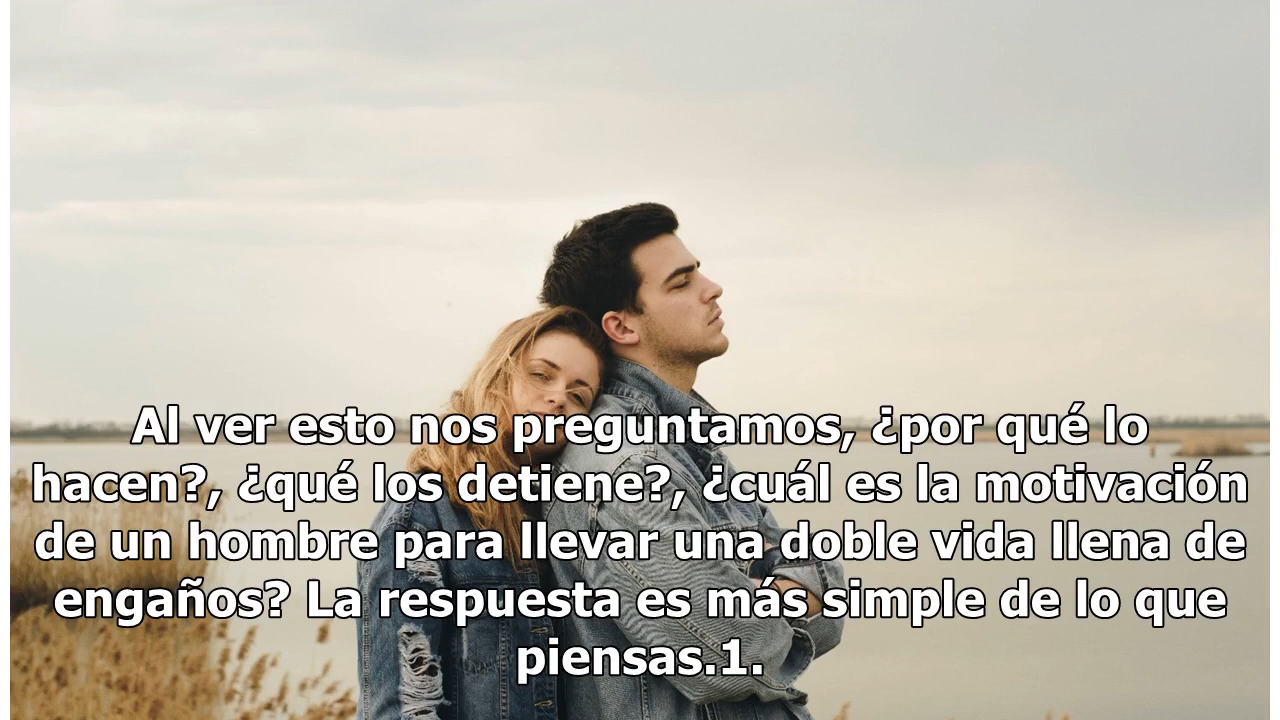 Al ver esto nos preguntamos, ¿por qué lo
hacen?, ¿qué los detiene?, ¿cuál es la motivación
de un hombre para llevar una doble vida llena de
engaños? La respuesta es más simple de lo que
piensas.1.